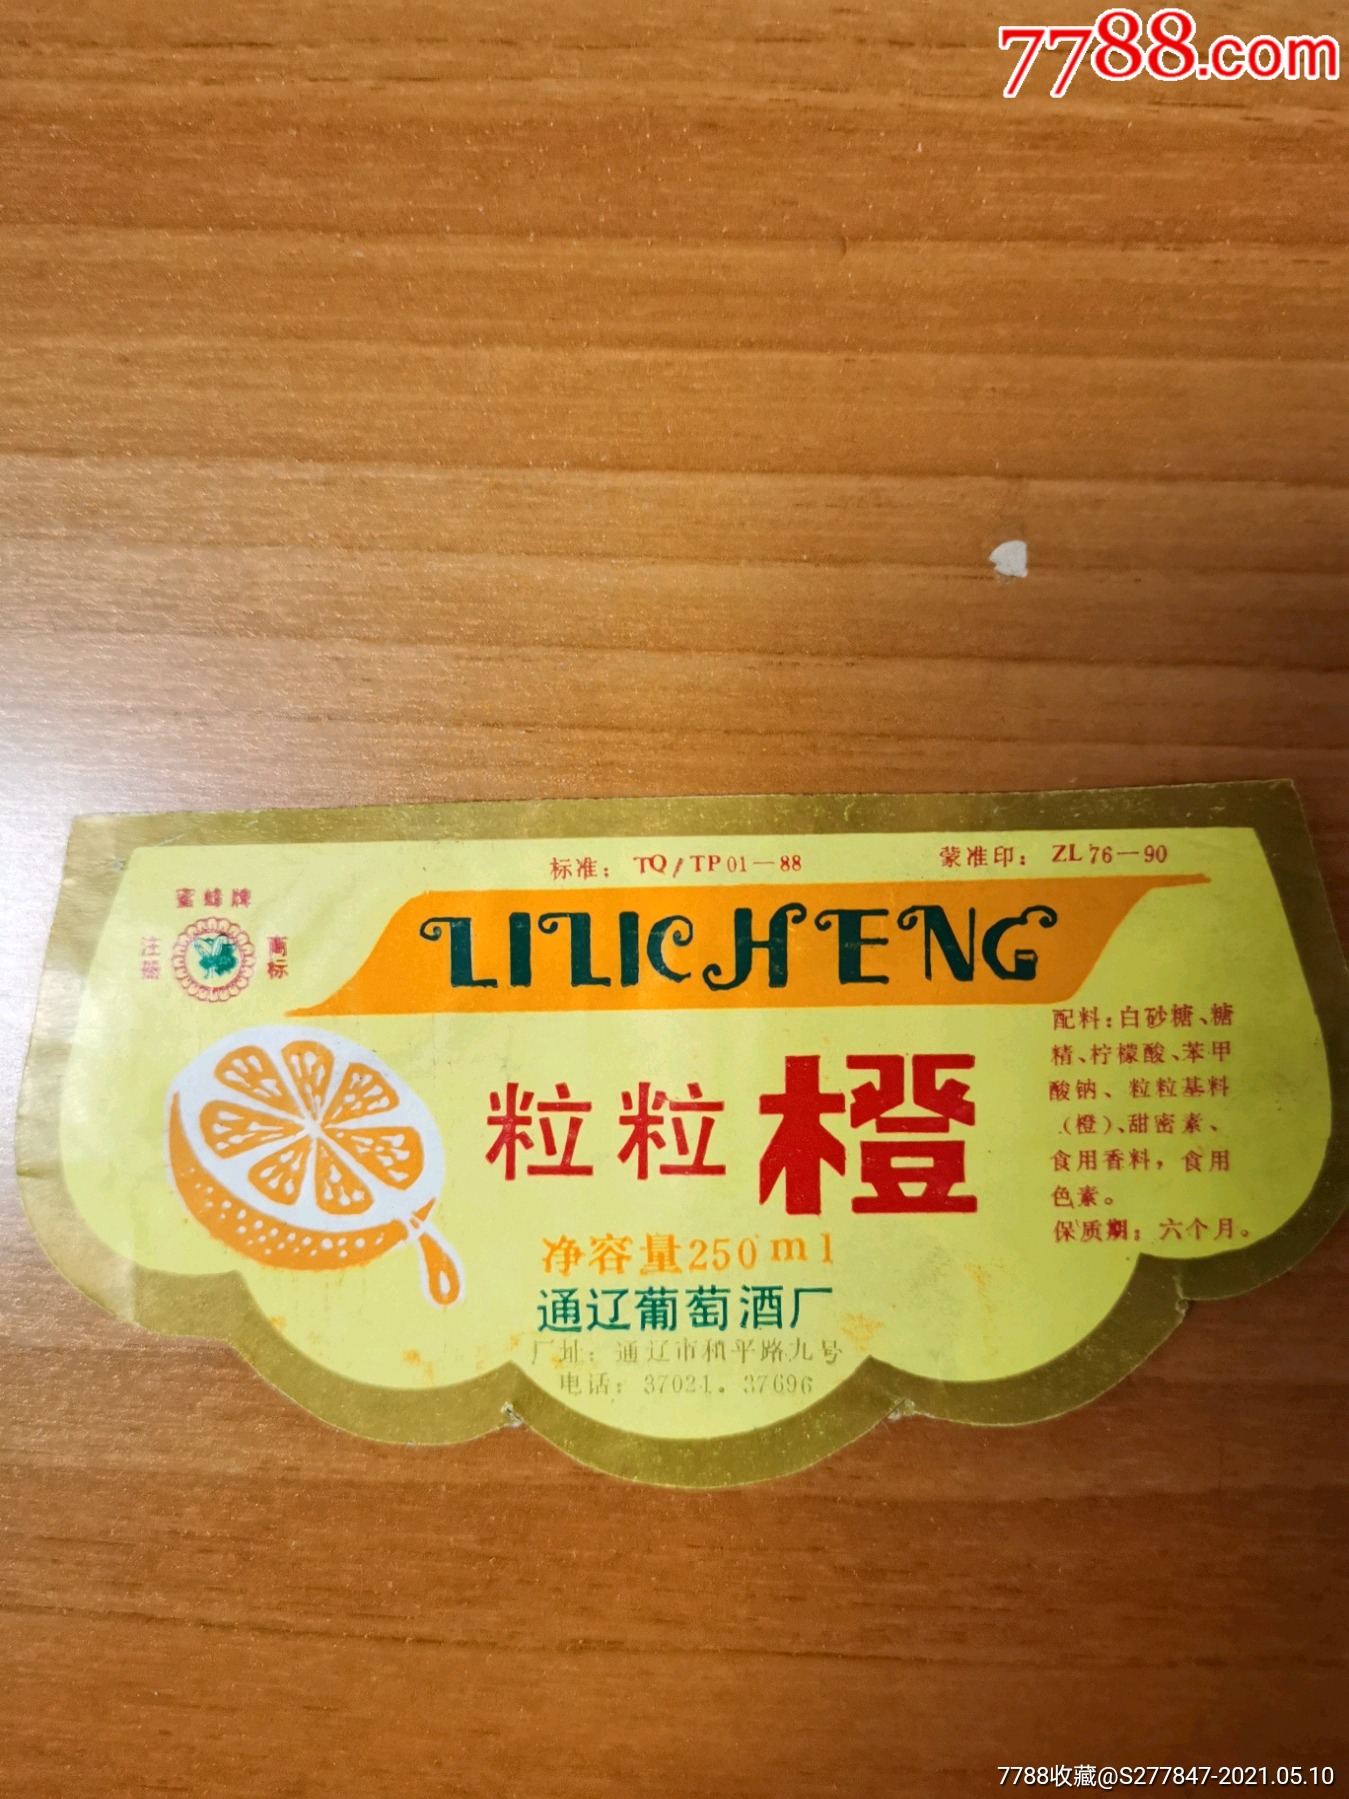 7788.com
标准：TQ/TP01—88
蒙准印：ZL76—90
蜜蜂牌
注册
商标
LILICHENG
粒粒橙
配料：白砂糖、糖
精、柠檬酸、苯甲
酸钠、粒粒基料
（橙）、甜密素、
食用香料，食用
色素。
保质期：六个月。
净容量250ml
通辽葡萄酒厂
厂址：通辽市和平路九号
电话：37021.37696
7788收藏@S277847-2021.05.10